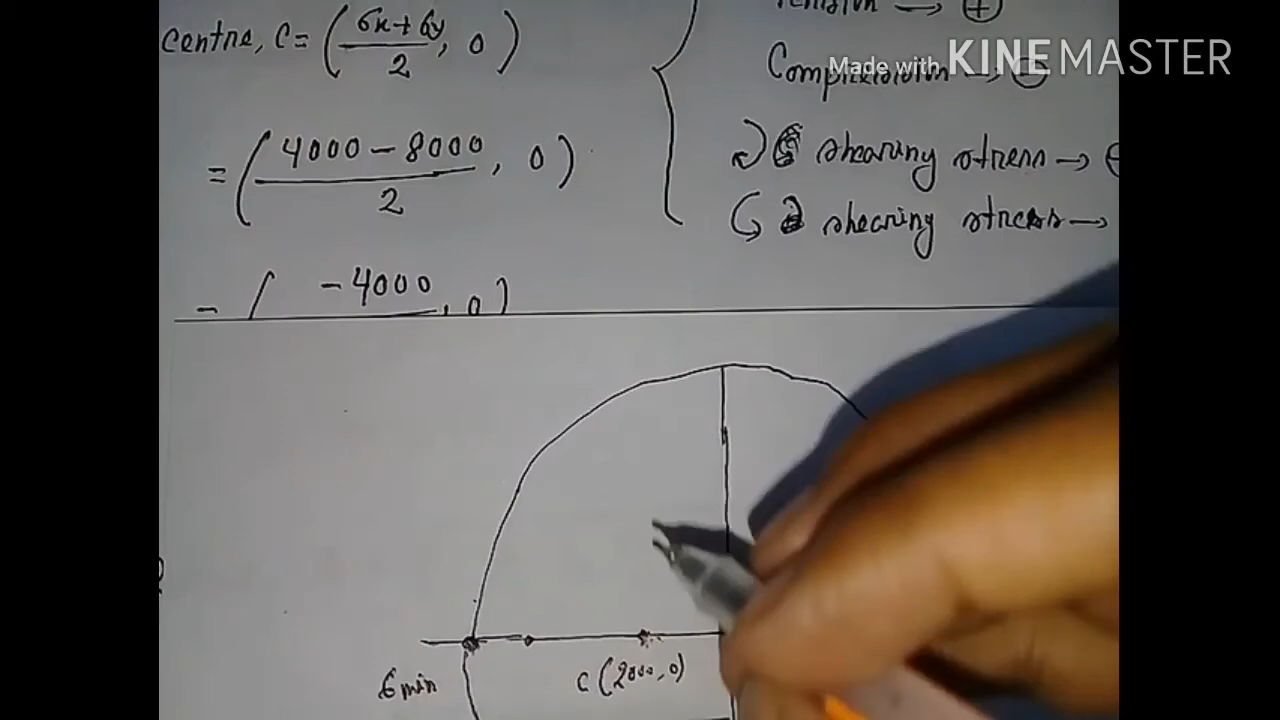 centre, C = ( (σx+σy)/2 , 0 )
= ( (4000 − 8000)/2 , 0 )
= ( −4000 , 0 )
→ ⊕
Made with KINEMASTER
→ ⊖
shearing stress →
shearing stress →
σmin
C (2000, 0)